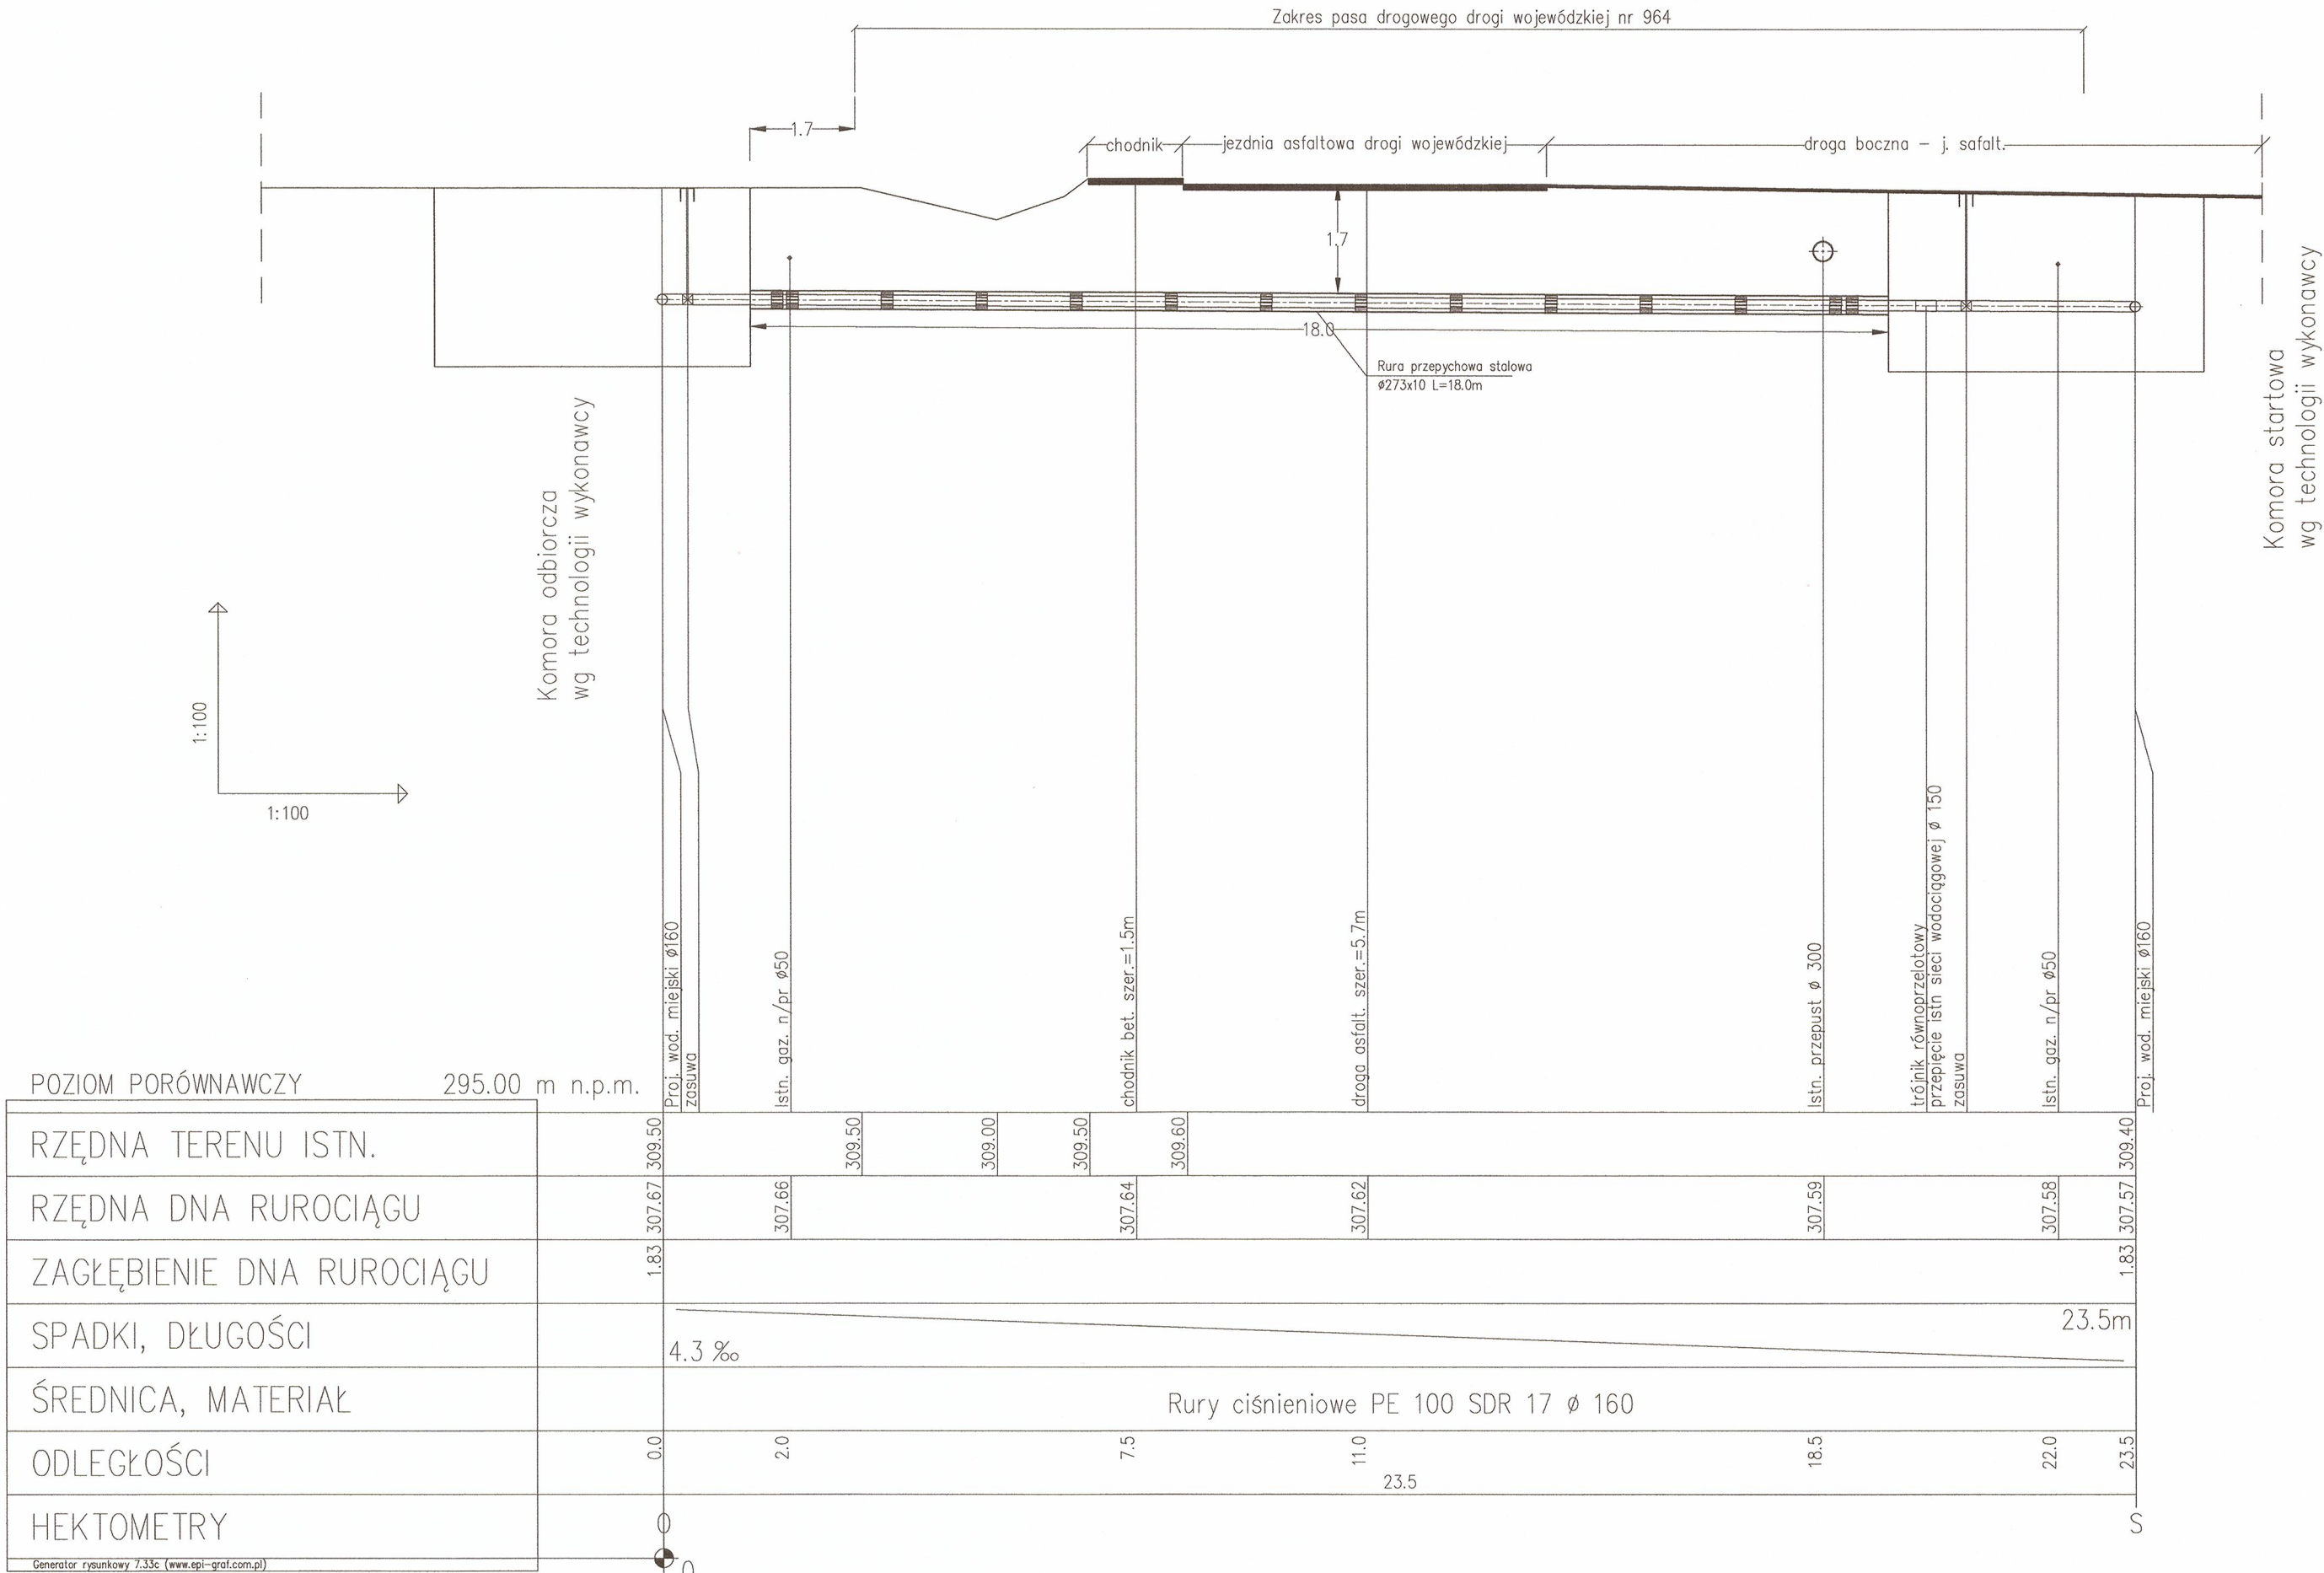 Zakres pasa drogowego drogi wojewódzkiej nr 964
1.7
chodnik
jezdnia asfaltowa drogi wojewódzkiej
droga boczna – j. safalt.
1.7
18.0
Rura przepychowa stalowa
ø273x10 L=18.0m
Komora odbiorcza
wg technologii wykonawcy
Komora startowa
wg technologii wykonawcy
1:100
1:100
Proj. wod. miejski ø160
zasuwa
Istn. gaz. n/pr ø50
chodnik bet. szer.=1.5m
droga asfalt. szer.=5.7m
Istn. przepust ø 300
trójnik równoprzelotowy
przepięcie istn sieci wodociągowej ø 150
zasuwa
Istn. gaz. n/pr ø50
Proj. wod. miejski ø160
POZIOM PORÓWNAWCZY 295.00 m n.p.m.
RZĘDNA TERENU ISTN. 309.50 309.50 309.00 309.50 309.60 309.40
RZĘDNA DNA RUROCIĄGU 307.67 307.66 307.64 307.62 307.59 307.58 307.57
ZAGŁĘBIENIE DNA RUROCIĄGU 1.83 1.83
SPADKI, DŁUGOŚCI 4.3 ‰ 23.5m
ŚREDNICA, MATERIAŁ Rury ciśnieniowe PE 100 SDR 17 ø 160
ODLEGŁOŚCI 0.0 2.0 7.5 11.0 18.5 22.0 23.5
23.5
HEKTOMETRY O S
Generator rysunkowy 7.33c (www.epi-graf.com.pl)
0